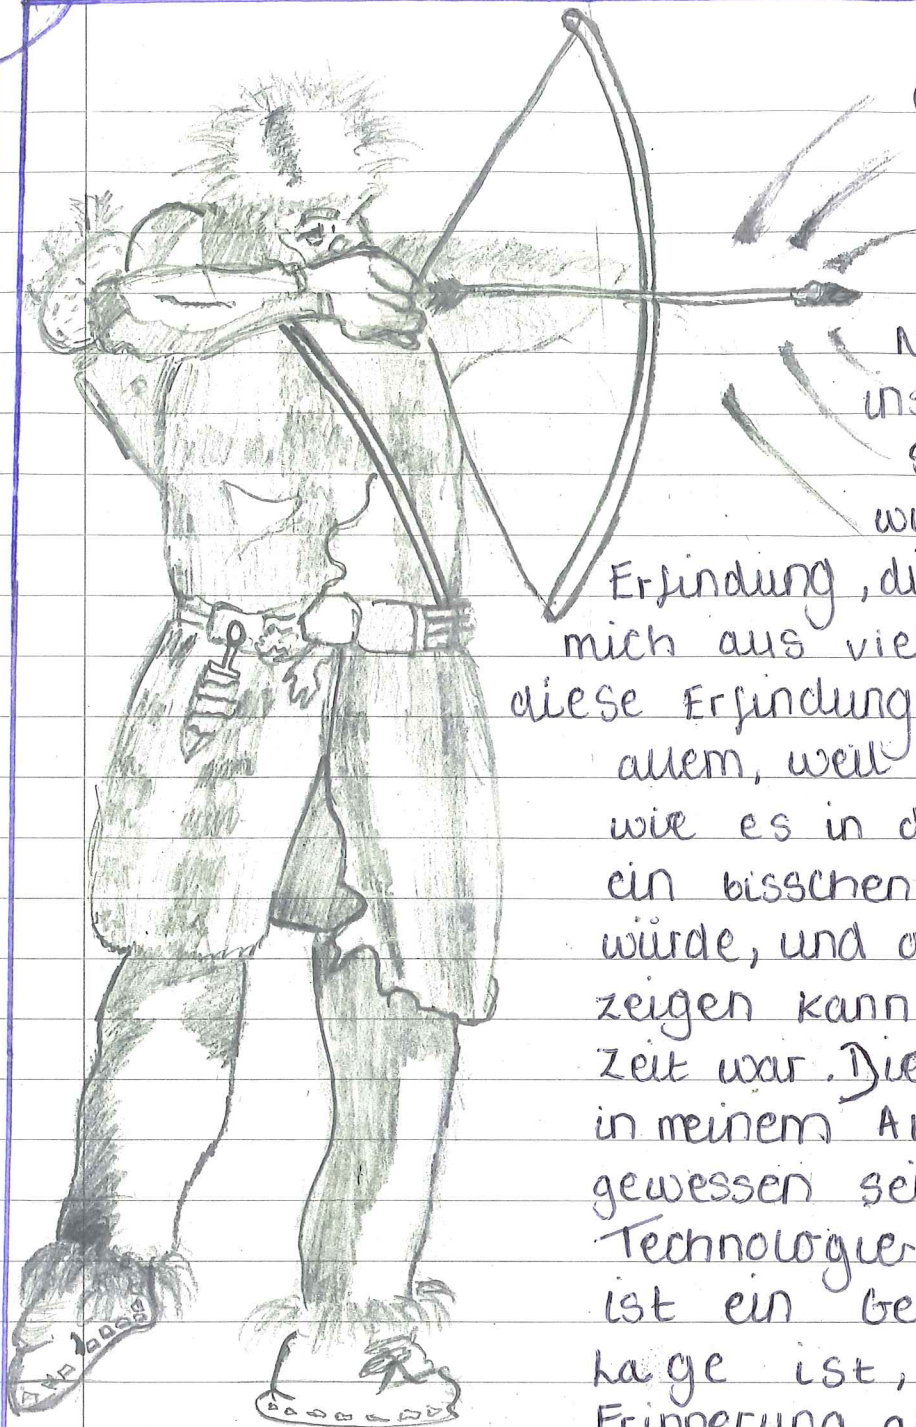 ins
Erfindung, di
mich aus vie
diese Erfindung
allem, weil
wie es in d
ein bisschen
würde, und d
zeigen kann
Zeit war. Die
in meinem A
gewessen sei
Technologie
ist ein Ge
Lage ist,
Erinnerung